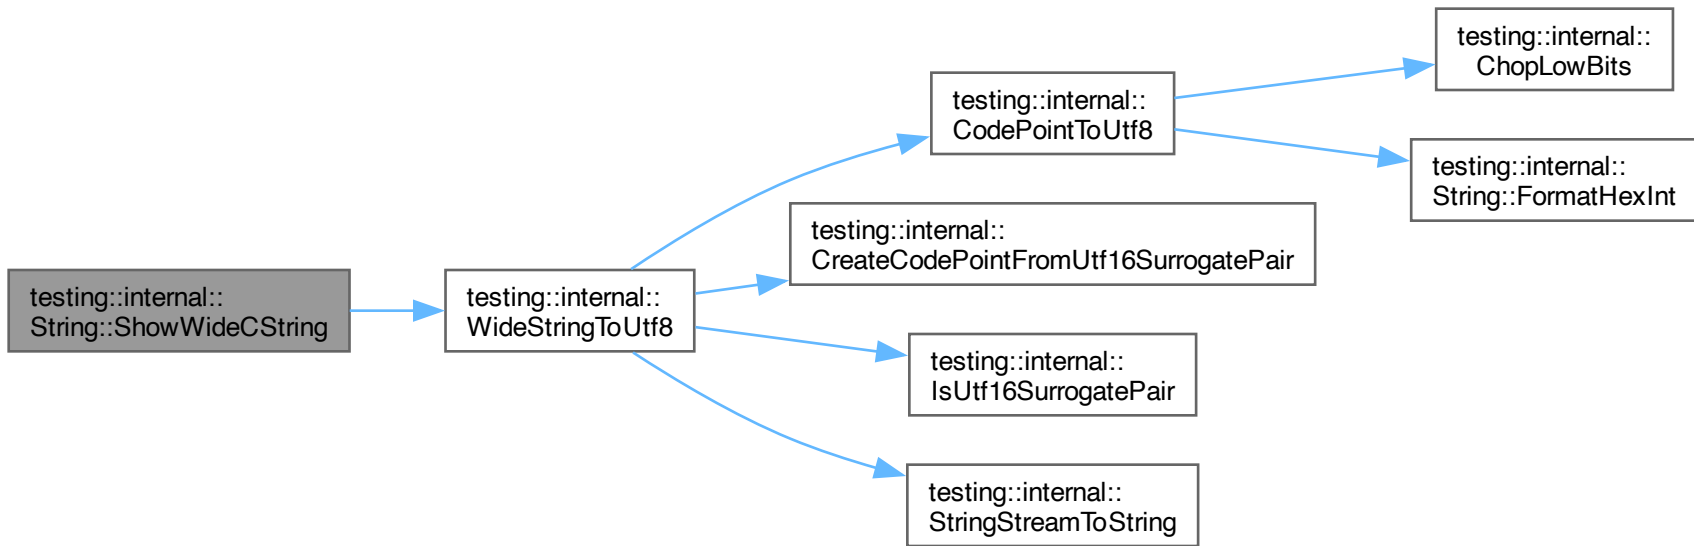 testing::internal::
String::ShowWideCString
testing::internal::
WideStringToUtf8
testing::internal::
CodePointToUtf8
testing::internal::
ChopLowBits
testing::internal::
String::FormatHexInt
testing::internal::
CreateCodePointFromUtf16SurrogatePair
testing::internal::
IsUtf16SurrogatePair
testing::internal::
StringStreamToString